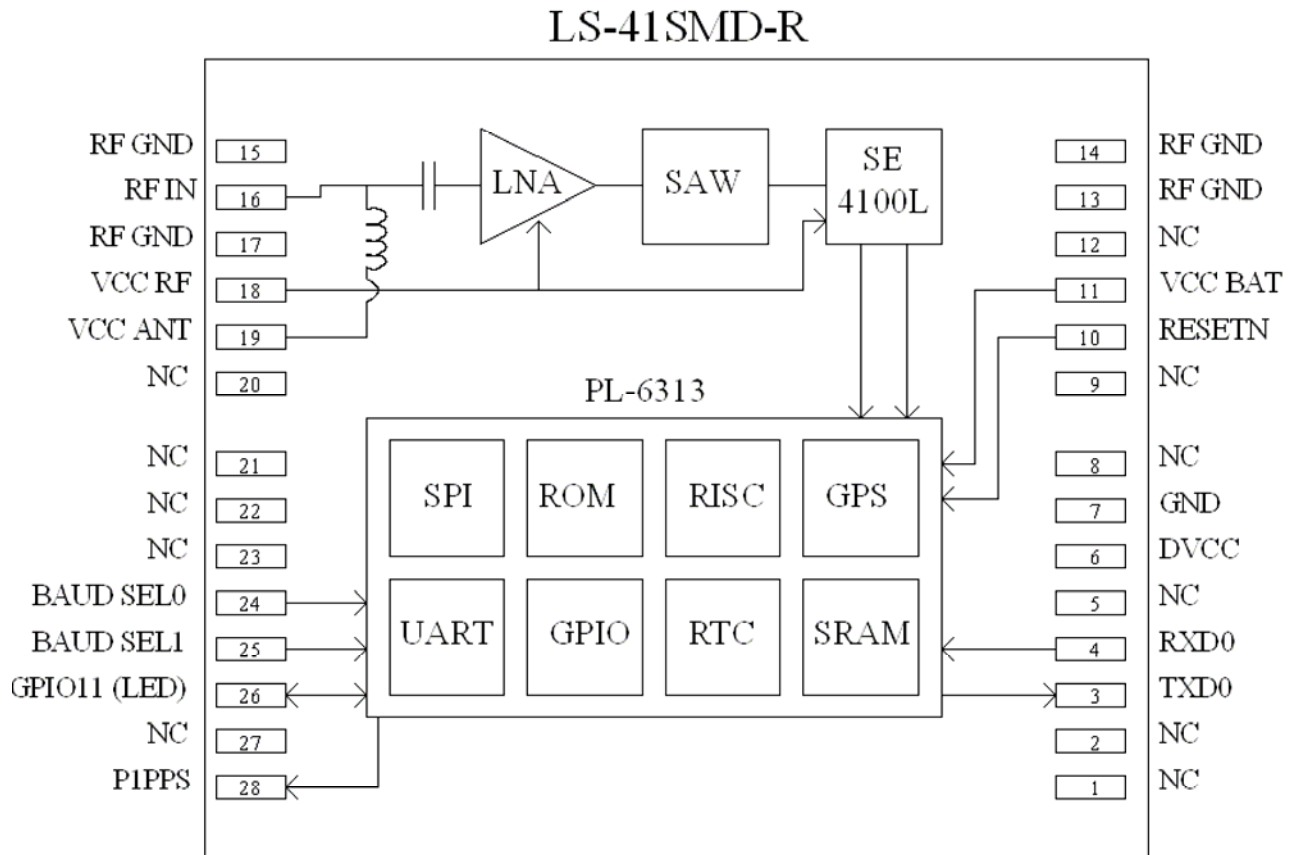 LS-41SMD-R
RF GND 15
RF IN 16
RF GND 17
VCC RF 18
VCC ANT 19
NC 20
NC 21
NC 22
NC 23
BAUD SEL0 24
BAUD SEL1 25
GPIO11 (LED) 26
NC 27
P1PPS 28
LNA
SAW
SE
4100L
PL-6313
SPI ROM RISC GPS
UART GPIO RTC SRAM
14 RF GND
13 RF GND
12 NC
11 VCC BAT
10 RESETN
9 NC
8 NC
7 GND
6 DVCC
5 NC
4 RXD0
3 TXD0
2 NC
1 NC